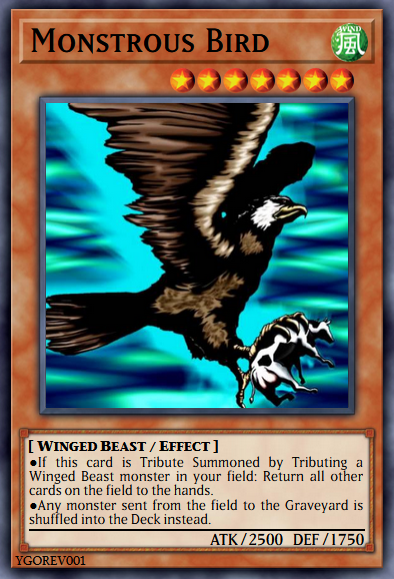 MONSTROUS BIRD
WIND
風
[ WINGED BEAST / EFFECT ]
●If this card is Tribute Summoned by Tributing a
Winged Beast monster in your field: Return all other
cards on the field to the hands.
●Any monster sent from the field to the Graveyard is
shuffled into the Deck instead.
ATK / 2500 DEF / 1750
YGOREV001